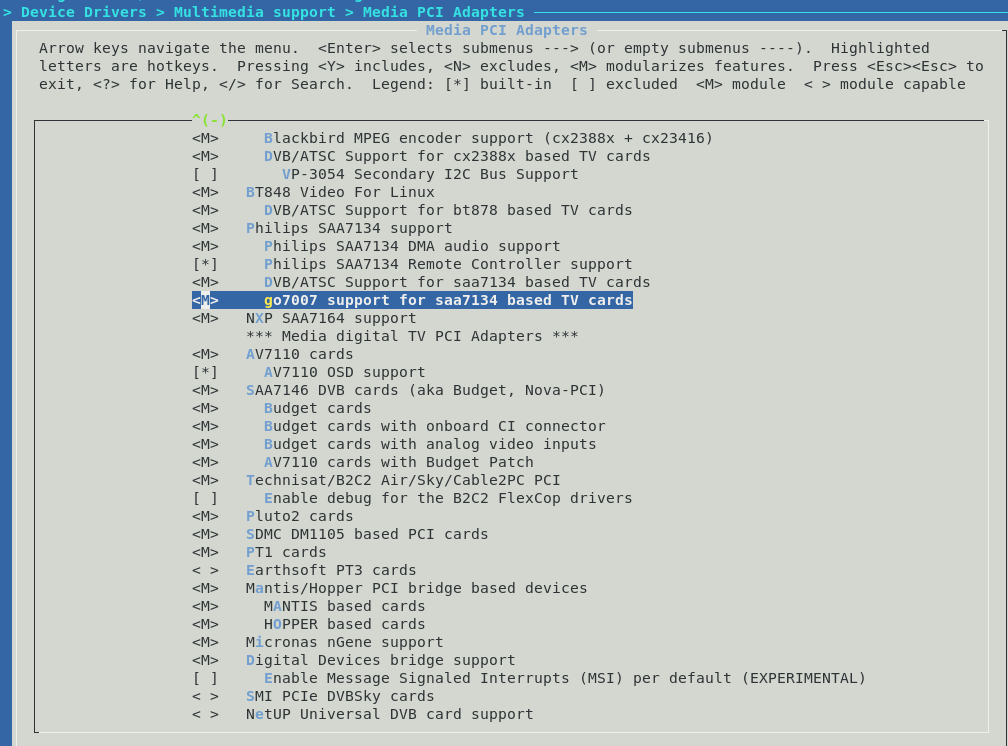 > Device Drivers > Multimedia support > Media PCI Adapters
Media PCI Adapters
Arrow keys navigate the menu.  <Enter> selects submenus ---> (or empty submenus ----).  Highlighted
letters are hotkeys.  Pressing <Y> includes, <N> excludes, <M> modularizes features.  Press <Esc><Esc> to
exit, <?> for Help, </> for Search.  Legend: [*] built-in  [ ] excluded  <M> module  < > module capable
^(-)
<M>     Blackbird MPEG encoder support (cx2388x + cx23416)
<M>     DVB/ATSC Support for cx2388x based TV cards
[ ]       VP-3054 Secondary I2C Bus Support
<M>   BT848 Video For Linux
<M>     DVB/ATSC Support for bt878 based TV cards
<M>   Philips SAA7134 support
<M>     Philips SAA7134 DMA audio support
[*]     Philips SAA7134 Remote Controller support
<M>     DVB/ATSC Support for saa7134 based TV cards
<M>     go7007 support for saa7134 based TV cards
<M>   NXP SAA7164 support
      *** Media digital TV PCI Adapters ***
<M>   AV7110 cards
[*]     AV7110 OSD support
<M>   SAA7146 DVB cards (aka Budget, Nova-PCI)
<M>     Budget cards
<M>     Budget cards with onboard CI connector
<M>     Budget cards with analog video inputs
<M>     AV7110 cards with Budget Patch
<M>   Technisat/B2C2 Air/Sky/Cable2PC PCI
[ ]     Enable debug for the B2C2 FlexCop drivers
<M>   Pluto2 cards
<M>   SDMC DM1105 based PCI cards
<M>   PT1 cards
< >   Earthsoft PT3 cards
<M>   Mantis/Hopper PCI bridge based devices
<M>     MANTIS based cards
<M>     HOPPER based cards
<M>   Micronas nGene support
<M>   Digital Devices bridge support
[ ]     Enable Message Signaled Interrupts (MSI) per default (EXPERIMENTAL)
< >   SMI PCIe DVBSky cards
< >   NetUP Universal DVB card support